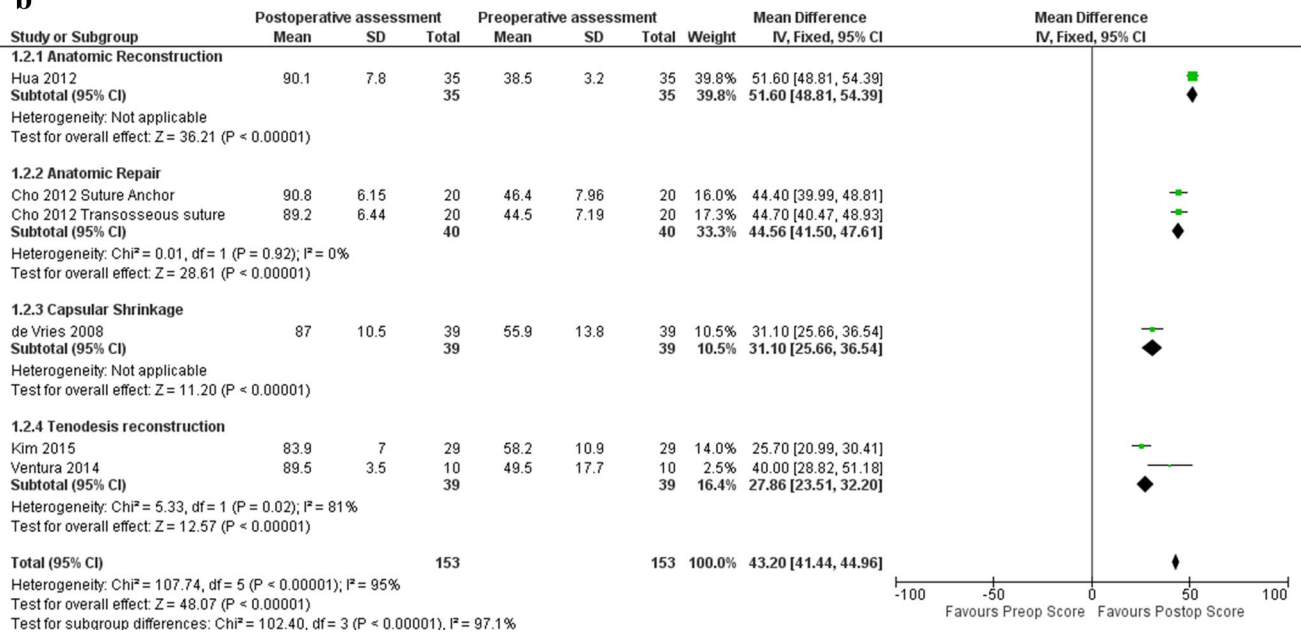 b
Postoperative assessment Preoperative assessment Mean Difference Mean Difference
Study or Subgroup Mean SD Total Mean SD Total Weight IV, Fixed, 95% CI IV, Fixed, 95% CI
1.2.1 Anatomic Reconstruction
Hua 2012 90.1 7.8 35 38.5 3.2 35 39.8% 51.60 [48.81, 54.39]
Subtotal (95% CI) 35 35 39.8% 51.60 [48.81, 54.39]
Heterogeneity: Not applicable
Test for overall effect: Z = 36.21 (P < 0.00001)
1.2.2 Anatomic Repair
Cho 2012 Suture Anchor 90.8 6.15 20 46.4 7.96 20 16.0% 44.40 [39.99, 48.81]
Cho 2012 Transosseous suture 89.2 6.44 20 44.5 7.19 20 17.3% 44.70 [40.47, 48.93]
Subtotal (95% CI) 40 40 33.3% 44.56 [41.50, 47.61]
Heterogeneity: Chi² = 0.01, df = 1 (P = 0.92); I² = 0%
Test for overall effect: Z = 28.61 (P < 0.00001)
1.2.3 Capsular Shrinkage
de Vries 2008 87 10.5 39 55.9 13.8 39 10.5% 31.10 [25.66, 36.54]
Subtotal (95% CI) 39 39 10.5% 31.10 [25.66, 36.54]
Heterogeneity: Not applicable
Test for overall effect: Z = 11.20 (P < 0.00001)
1.2.4 Tenodesis reconstruction
Kim 2015 83.9 7 29 58.2 10.9 29 14.0% 25.70 [20.99, 30.41]
Ventura 2014 89.5 3.5 10 49.5 17.7 10 2.5% 40.00 [28.82, 51.18]
Subtotal (95% CI) 39 39 16.4% 27.86 [23.51, 32.20]
Heterogeneity: Chi² = 5.33, df = 1 (P = 0.02); I² = 81%
Test for overall effect: Z = 12.57 (P < 0.00001)
Total (95% CI) 153 153 100.0% 43.20 [41.44, 44.96]
Heterogeneity: Chi² = 107.74, df = 5 (P < 0.00001); I² = 95%
Test for overall effect: Z = 48.07 (P < 0.00001)
Test for subgroup differences: Chi² = 102.40, df = 3 (P < 0.00001), I² = 97.1%
-100 -50 0 50 100
Favours Preop Score Favours Postop Score